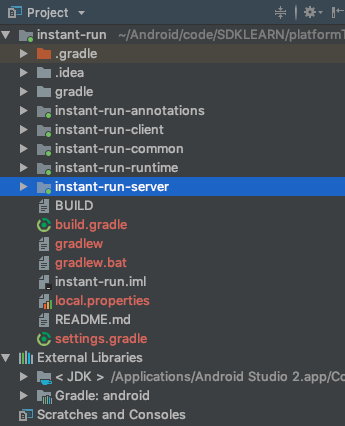 Project
instant-run ~/Android/code/SDKLEARN/platformT
.gradle
.idea
gradle
instant-run-annotations
instant-run-client
instant-run-common
instant-run-runtime
instant-run-server
BUILD
build.gradle
gradlew
gradlew.bat
instant-run.iml
local.properties
README.md
settings.gradle
External Libraries
< JDK > /Applications/Android Studio 2.app/Co
Gradle: android
Scratches and Consoles